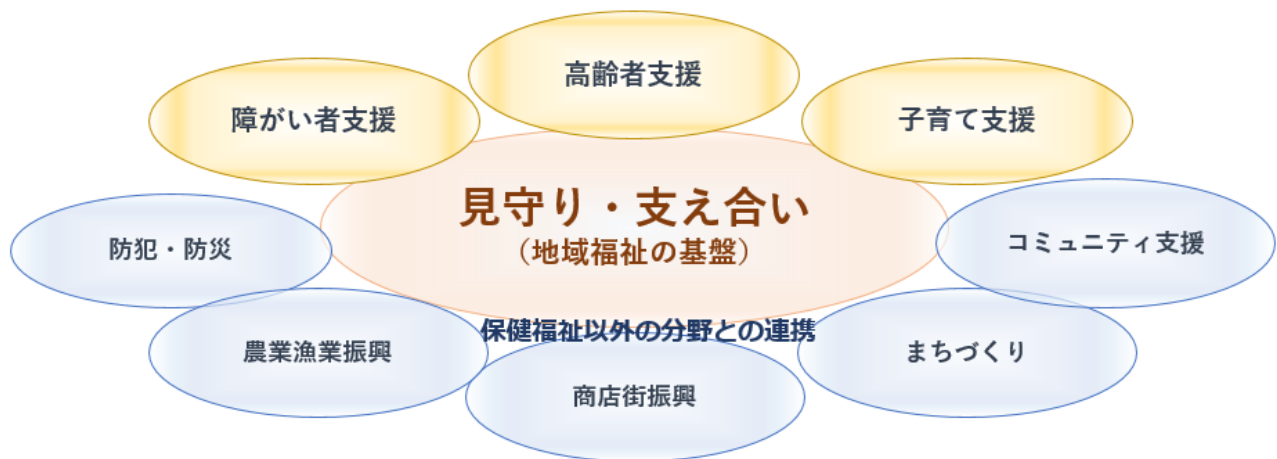 高齢者支援
障がい者支援
子育て支援
見守り・支え合い
（地域福祉の基盤）
防犯・防災
コミュニティ支援
保健福祉以外の分野との連携
農業漁業振興
まちづくり
商店街振興